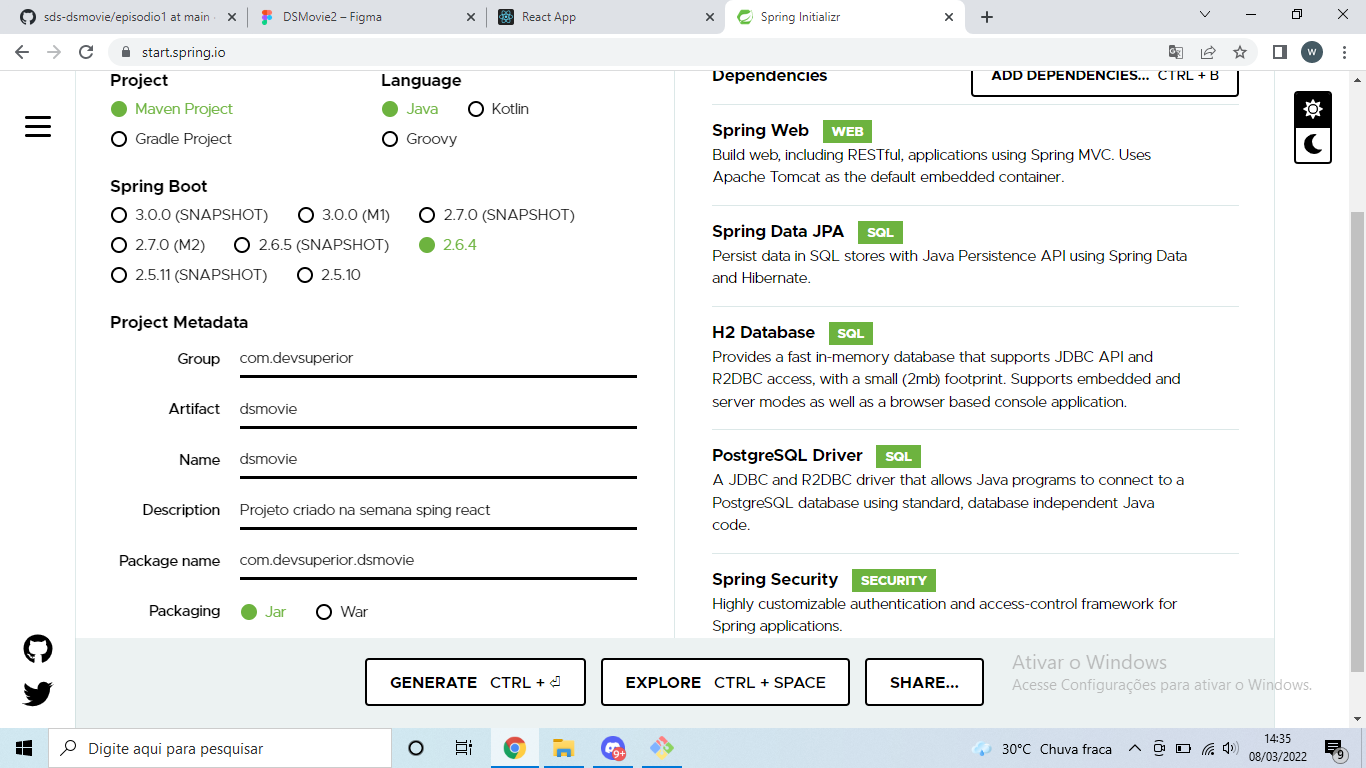 sds-dsmovie/episodio1 at main
DSMovie2 – Figma
React App
Spring Initializr
start.spring.io
W
Project
Maven Project
Gradle Project
Language
Java
Kotlin
Groovy
Spring Boot
3.0.0 (SNAPSHOT)
3.0.0 (M1)
2.7.0 (SNAPSHOT)
2.7.0 (M2)
2.6.5 (SNAPSHOT)
2.6.4
2.5.11 (SNAPSHOT)
2.5.10
Project Metadata
Group
com.devsuperior
Artifact
dsmovie
Name
dsmovie
Description
Projeto criado na semana sping react
Package name
com.devsuperior.dsmovie
Packaging
Jar
War
Dependencies
ADD DEPENDENCIES... CTRL + B
Spring Web WEB
Build web, including RESTful, applications using Spring MVC. Uses
Apache Tomcat as the default embedded container.
Spring Data JPA SQL
Persist data in SQL stores with Java Persistence API using Spring Data
and Hibernate.
H2 Database SQL
Provides a fast in-memory database that supports JDBC API and
R2DBC access, with a small (2mb) footprint. Supports embedded and
server modes as well as a browser based console application.
PostgreSQL Driver SQL
A JDBC and R2DBC driver that allows Java programs to connect to a
PostgreSQL database using standard, database independent Java
code.
Spring Security SECURITY
Highly customizable authentication and access-control framework for
Spring applications.
GENERATE CTRL + ⏎
EXPLORE CTRL + SPACE
SHARE...
Ativar o Windows
Acesse Configurações para ativar o Windows.
Digite aqui para pesquisar
9+
30°C Chuva fraca
14:35
08/03/2022
9